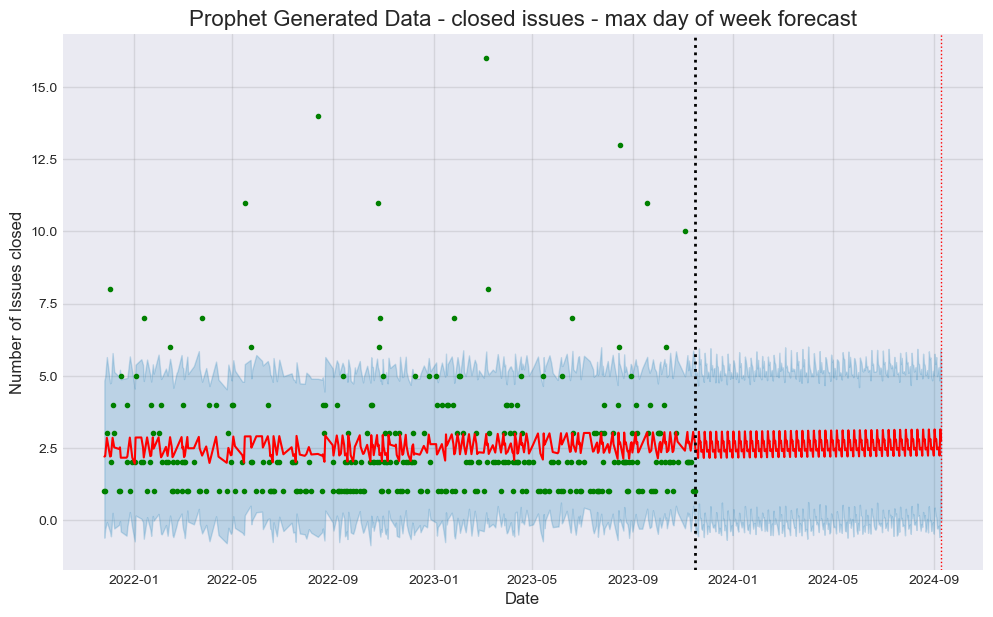 Prophet Generated Data - closed issues - max day of week forecast
Number of Issues closed
15.0
12.5
10.0
7.5
5.0
2.5
0.0
2022-01 2022-05 2022-09 2023-01 2023-05 2023-09 2024-01 2024-05 2024-09
Date